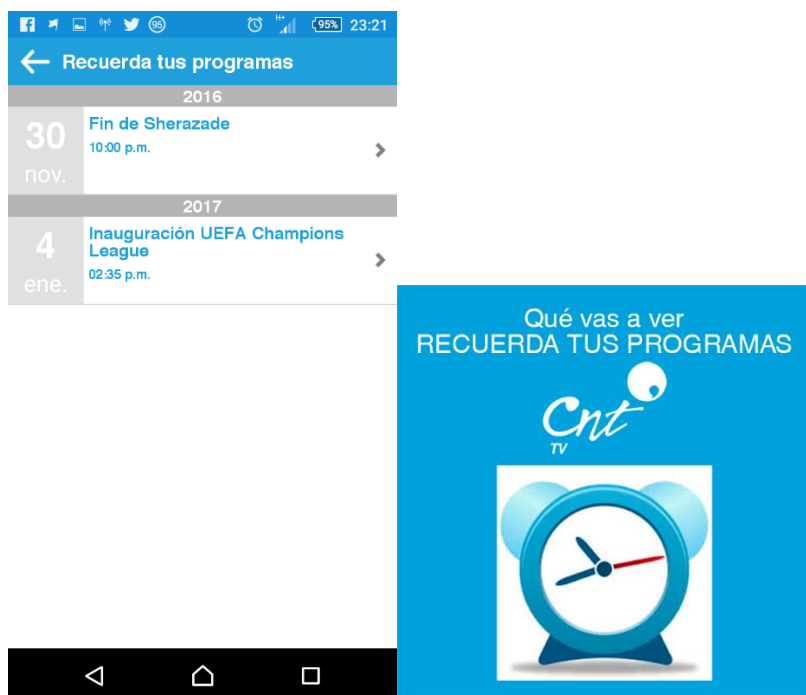 95
H+
95%
23:21
Recuerda tus programas
2016
30
nov.
Fin de Sherazade
10:00 p.m.
2017
4
ene.
Inauguración UEFA Champions
League
02:35 p.m.
Qué vas a ver
RECUERDA TUS PROGRAMAS
Cnt
TV